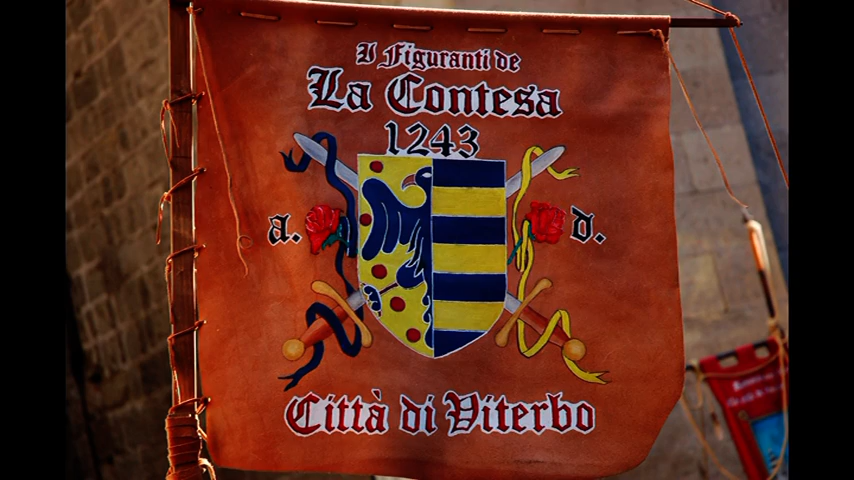 I Figuranti de
La Contesa
1243
a. d.
Città di Viterbo